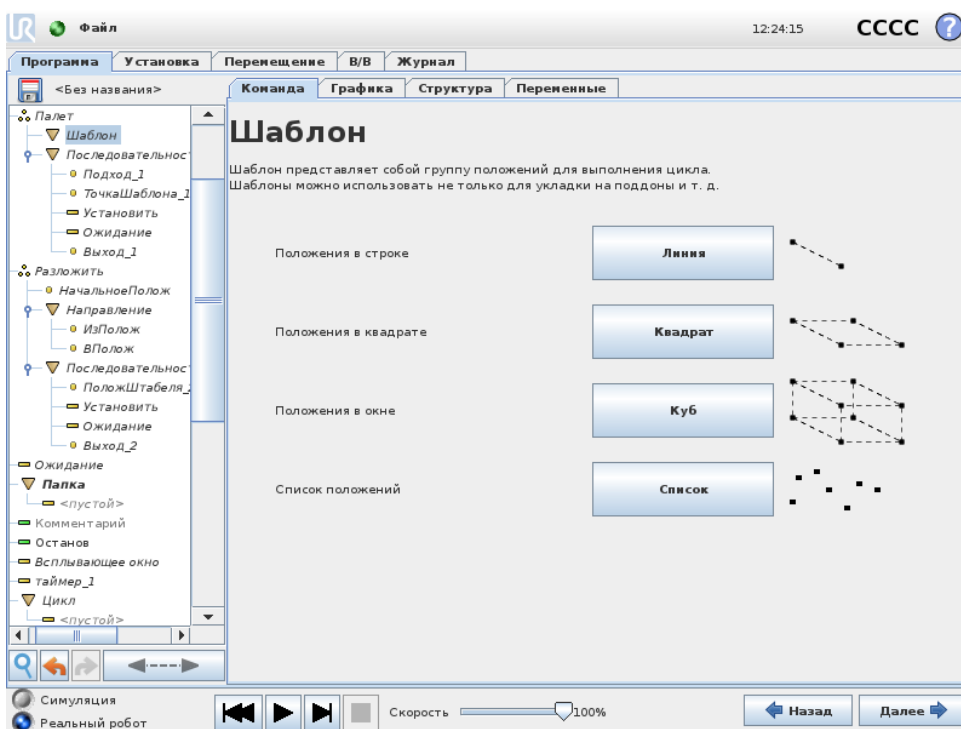 UR Файл 12:24:15 CCCC ?
Программа Установка Перемещение В/В Журнал
<Без названия>
Команда Графика Структура Переменные
Палет
Шаблон
Последовательнос
Подход_1
ТочкаШаблона_1
Установить
Ожидание
Выход_1
Разложить
НачальноеПолож
Направление
ИзПолож
ВПолож
Последовательнос
ПоложШтабеля_2
Установить
Ожидание
Выход_2
Ожидание
Папка
<пустой>
Комментарий
Останов
Всплывающее окно
таймер_1
Цикл
<пустой>
Шаблон
Шаблон представляет собой группу положений для выполнения цикла.
Шаблоны можно использовать не только для укладки на поддоны и т. д.
Положения в строке Линия
Положения в квадрате Квадрат
Положения в окне Куб
Список положений Список
Симуляция
Реальный робот
Скорость 100%
Назад Далее